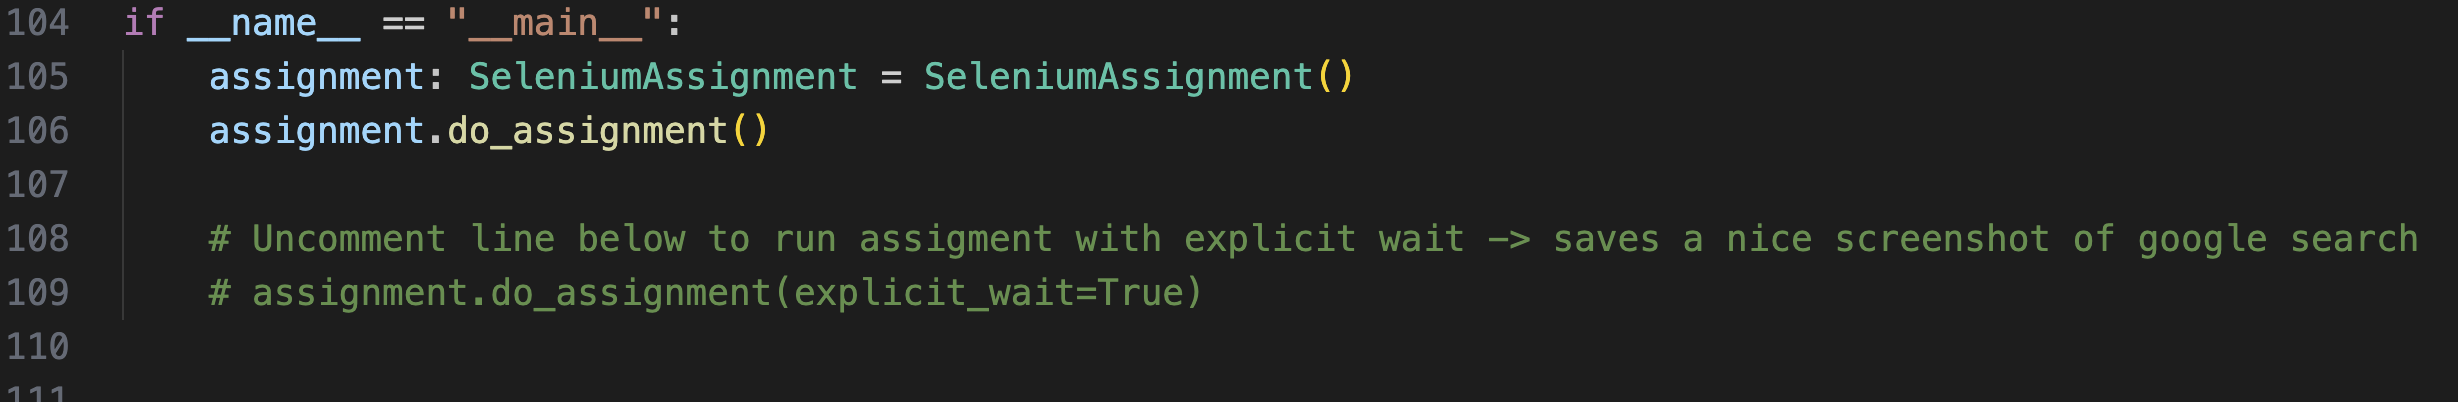 104 if __name__ == "__main__":
105 assignment: SeleniumAssignment = SeleniumAssignment()
106 assignment.do_assignment()
107
108 # Uncomment line below to run assigment with explicit wait -> saves a nice screenshot of google search
109 # assignment.do_assignment(explicit_wait=True)
110
111